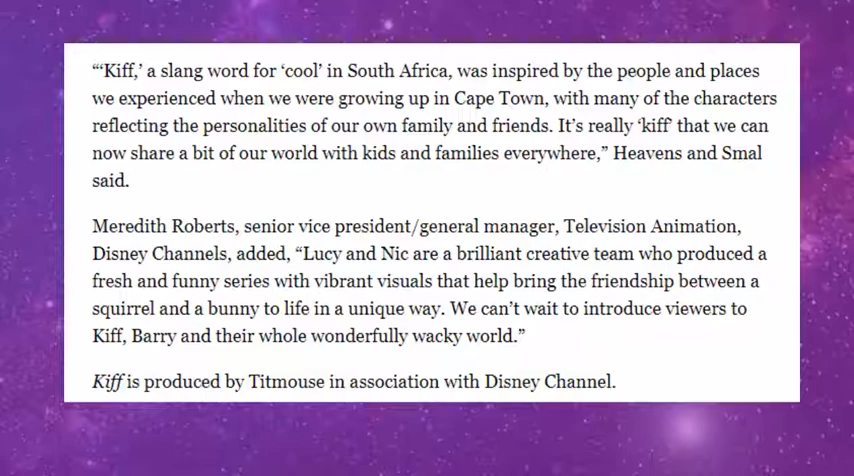 “‘Kiff,’ a slang word for ‘cool’ in South Africa, was inspired by the people and places
we experienced when we were growing up in Cape Town, with many of the characters
reflecting the personalities of our own family and friends. It’s really ‘kiff’ that we can
now share a bit of our world with kids and families everywhere,” Heavens and Smal
said.
Meredith Roberts, senior vice president/general manager, Television Animation,
Disney Channels, added, “Lucy and Nic are a brilliant creative team who produced a
fresh and funny series with vibrant visuals that help bring the friendship between a
squirrel and a bunny to life in a unique way. We can’t wait to introduce viewers to
Kiff, Barry and their whole wonderfully wacky world.”
Kiff is produced by Titmouse in association with Disney Channel.